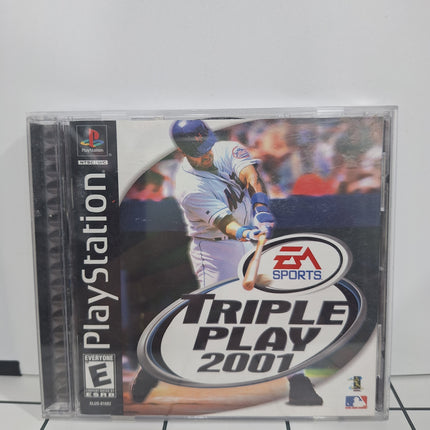 PlayStation
NTSC U/C
PlayStation
EA
SPORTS
TRIPLE
PLAY
2001
EVERYONE
E
ESRB